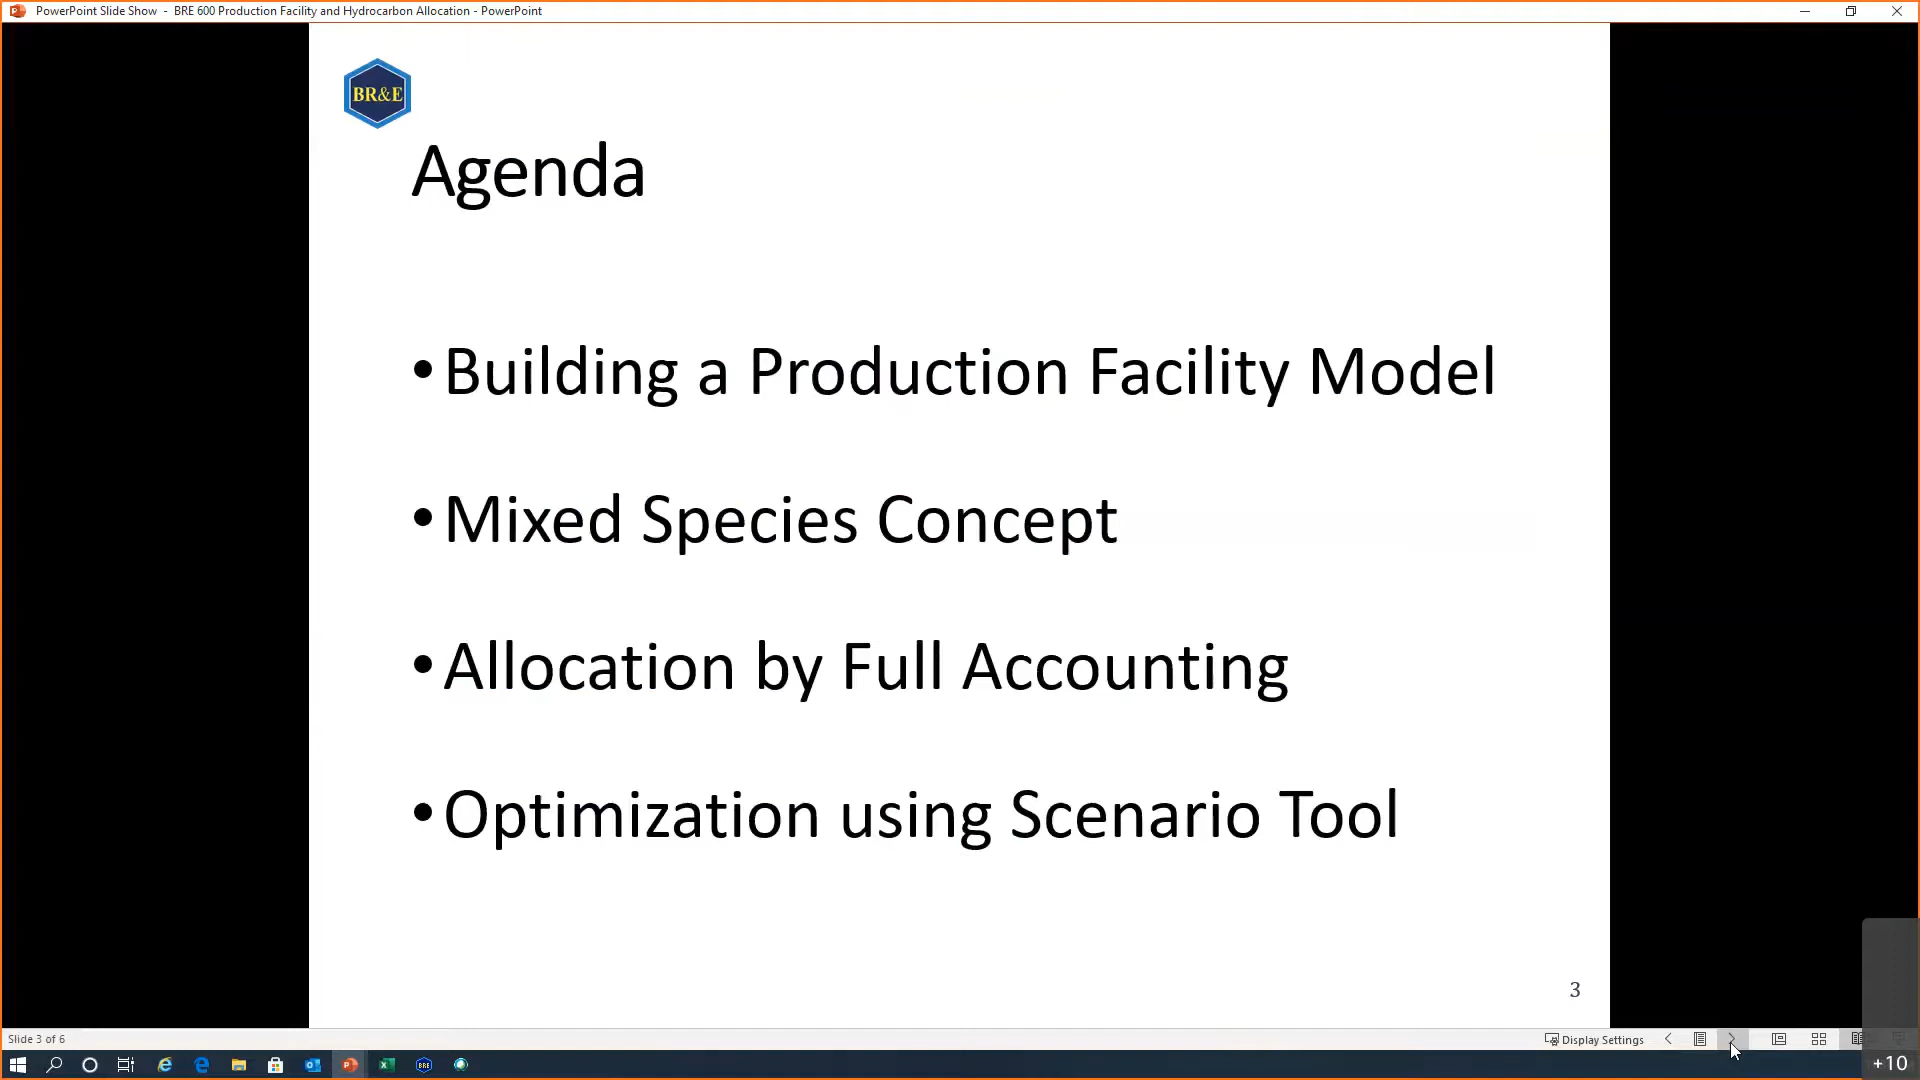 PowerPoint Slide Show - BRE 600 Production Facility and Hydrocarbon Allocation - PowerPoint
BR&E
Agenda
•Building a Production Facility Model
•Mixed Species Concept
•Allocation by Full Accounting
•Optimization using Scenario Tool
3
Slide 3 of 6
Display Settings
BRE
+10